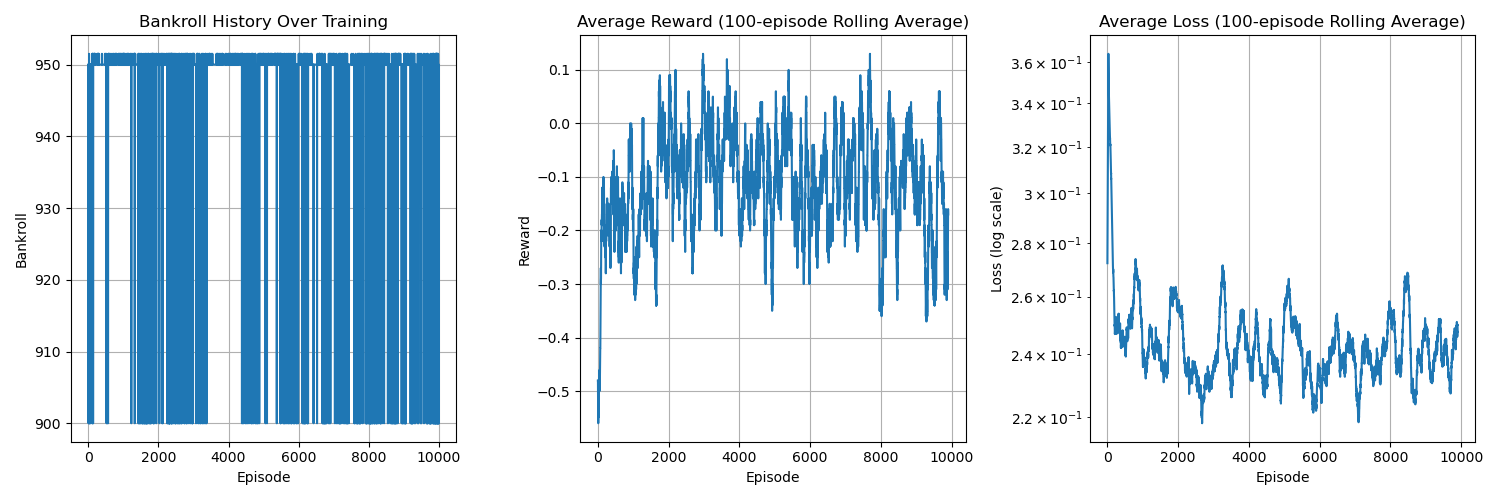 Bankroll History Over Training
Bankroll
950
940
930
920
910
900
0 2000 4000 6000 8000 10000
Episode
Average Reward (100-episode Rolling Average)
Reward
0.1
0.0
−0.1
−0.2
−0.3
−0.4
−0.5
0 2000 4000 6000 8000 10000
Episode
Average Loss (100-episode Rolling Average)
Loss (log scale)
3.6 × 10⁻¹
3.4 × 10⁻¹
3.2 × 10⁻¹
3 × 10⁻¹
2.8 × 10⁻¹
2.6 × 10⁻¹
2.4 × 10⁻¹
2.2 × 10⁻¹
0 2000 4000 6000 8000 10000
Episode